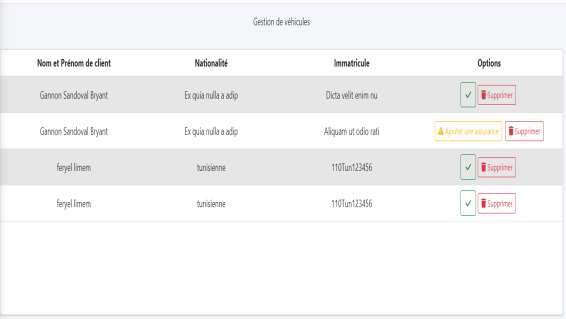 Gestion de véhicules
Nom et Prénom de client Nationalité Immatricule Options
Gannon Sandoval Bryant Ex quia nulla a adip Dicta velit enim nu Supprimer
Gannon Sandoval Bryant Ex quia nulla a adip Aliquam ut odio rati Ajouter une assurance Supprimer
feryel limem tunisienne 110Tun123456 Supprimer
feryel limem tunisienne 110Tun123456 Supprimer